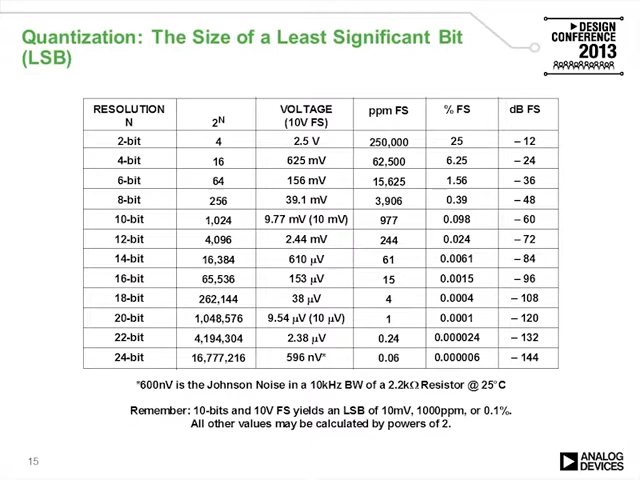 Quantization: The Size of a Least Significant Bit
(LSB)
▶ DESIGN
CONFERENCE
2013
RESOLUTION N 2^N VOLTAGE (10V FS) ppm FS % FS dB FS
2-bit 4 2.5 V 250,000 25 – 12
4-bit 16 625 mV 62,500 6.25 – 24
6-bit 64 156 mV 15,625 1.56 – 36
8-bit 256 39.1 mV 3,906 0.39 – 48
10-bit 1,024 9.77 mV (10 mV) 977 0.098 – 60
12-bit 4,096 2.44 mV 244 0.024 – 72
14-bit 16,384 610 μV 61 0.0061 – 84
16-bit 65,536 153 μV 15 0.0015 – 96
18-bit 262,144 38 μV 4 0.0004 – 108
20-bit 1,048,576 9.54 μV (10 μV) 1 0.0001 – 120
22-bit 4,194,304 2.38 μV 0.24 0.000024 – 132
24-bit 16,777,216 596 nV* 0.06 0.000006 – 144
*600nV is the Johnson Noise in a 10kHz BW of a 2.2kΩ Resistor @ 25°C
Remember: 10-bits and 10V FS yields an LSB of 10mV, 1000ppm, or 0.1%.
All other values may be calculated by powers of 2.
15
ANALOG
DEVICES